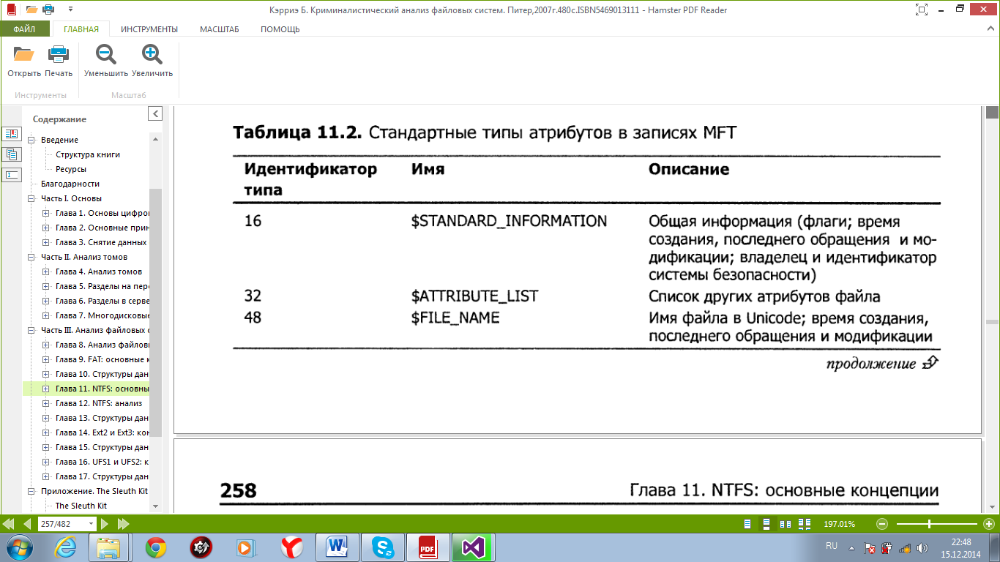 Кэрриэ Б. Криминалистический анализ файловых систем. Питер,2007г.480с.ISBN5469013111 - Hamster PDF Reader
ФАЙЛ ГЛАВНАЯ ИНСТРУМЕНТЫ МАСШТАБ ПОМОЩЬ
Открыть Печать Уменьшить Увеличить
Инструменты Масштаб
Содержание
Введение
Структура книги
Ресурсы
Благодарности
Часть I. Основы
Глава 1. Основы цифро
Глава 2. Основные прин
Глава 3. Снятие данных
Часть II. Анализ томов
Глава 4. Анализ томов
Глава 5. Разделы на пер
Глава 6. Разделы в серве
Глава 7. Многодисковые
Часть III. Анализ файловых с
Глава 8. Анализ файлов
Глава 9. FAT: основные к
Глава 10. Структуры дан
Глава 11. NTFS: основны
Глава 12. NTFS: анализ
Глава 13. Структуры дан
Глава 14. Ext2 и Ext3: кон
Глава 15. Структуры дан
Глава 16. UFS1 и UFS2: к
Глава 17. Структуры дан
Приложение. The Sleuth Kit
The Sleuth Kit
Таблица 11.2. Стандартные типы атрибутов в записях MFT
Идентификатор Имя Описание
типа
16 $STANDARD_INFORMATION Общая информация (флаги; время
создания, последнего обращения и мо-
дификации; владелец и идентификатор
системы безопасности)
32 $ATTRIBUTE_LIST Список других атрибутов файла
48 $FILE_NAME Имя файла в Unicode; время создания,
последнего обращения и модификации
продолжение
258 Глава 11. NTFS: основные концепции
257/482 197.01%
PDF
RU 22:48
15.12.2014